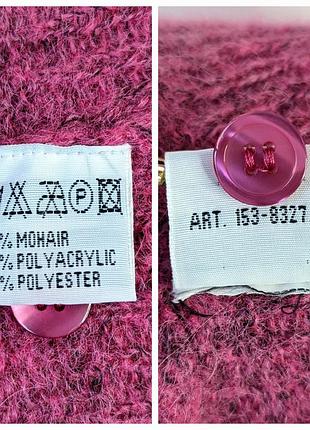 P
% MOHAIR
% POLYACRYLIC
% POLYESTER
ART. 153-8327